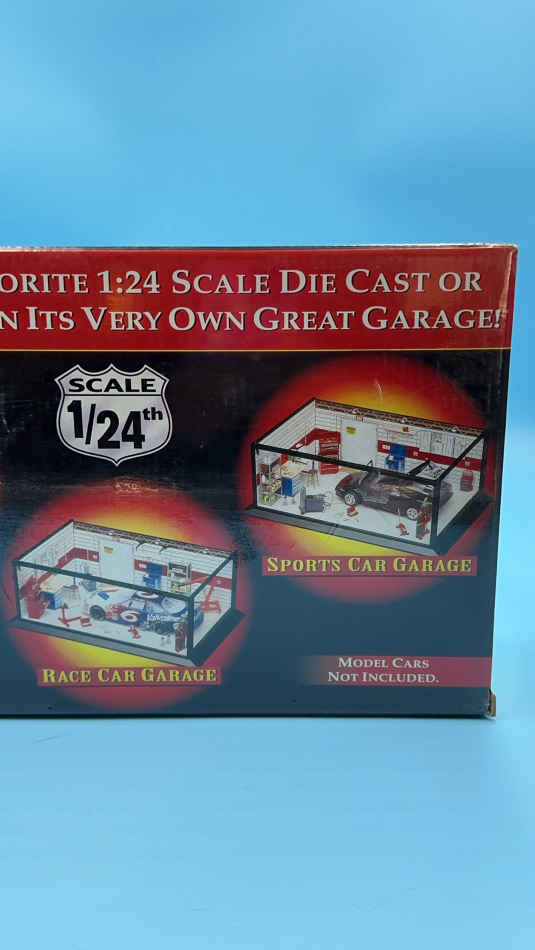 ORITE 1:24 SCALE DIE CAST OR
N ITS VERY OWN GREAT GARAGE!
SCALE
1/24th
SPORTS CAR GARAGE
RACE CAR GARAGE
MODEL CARS
NOT INCLUDED.